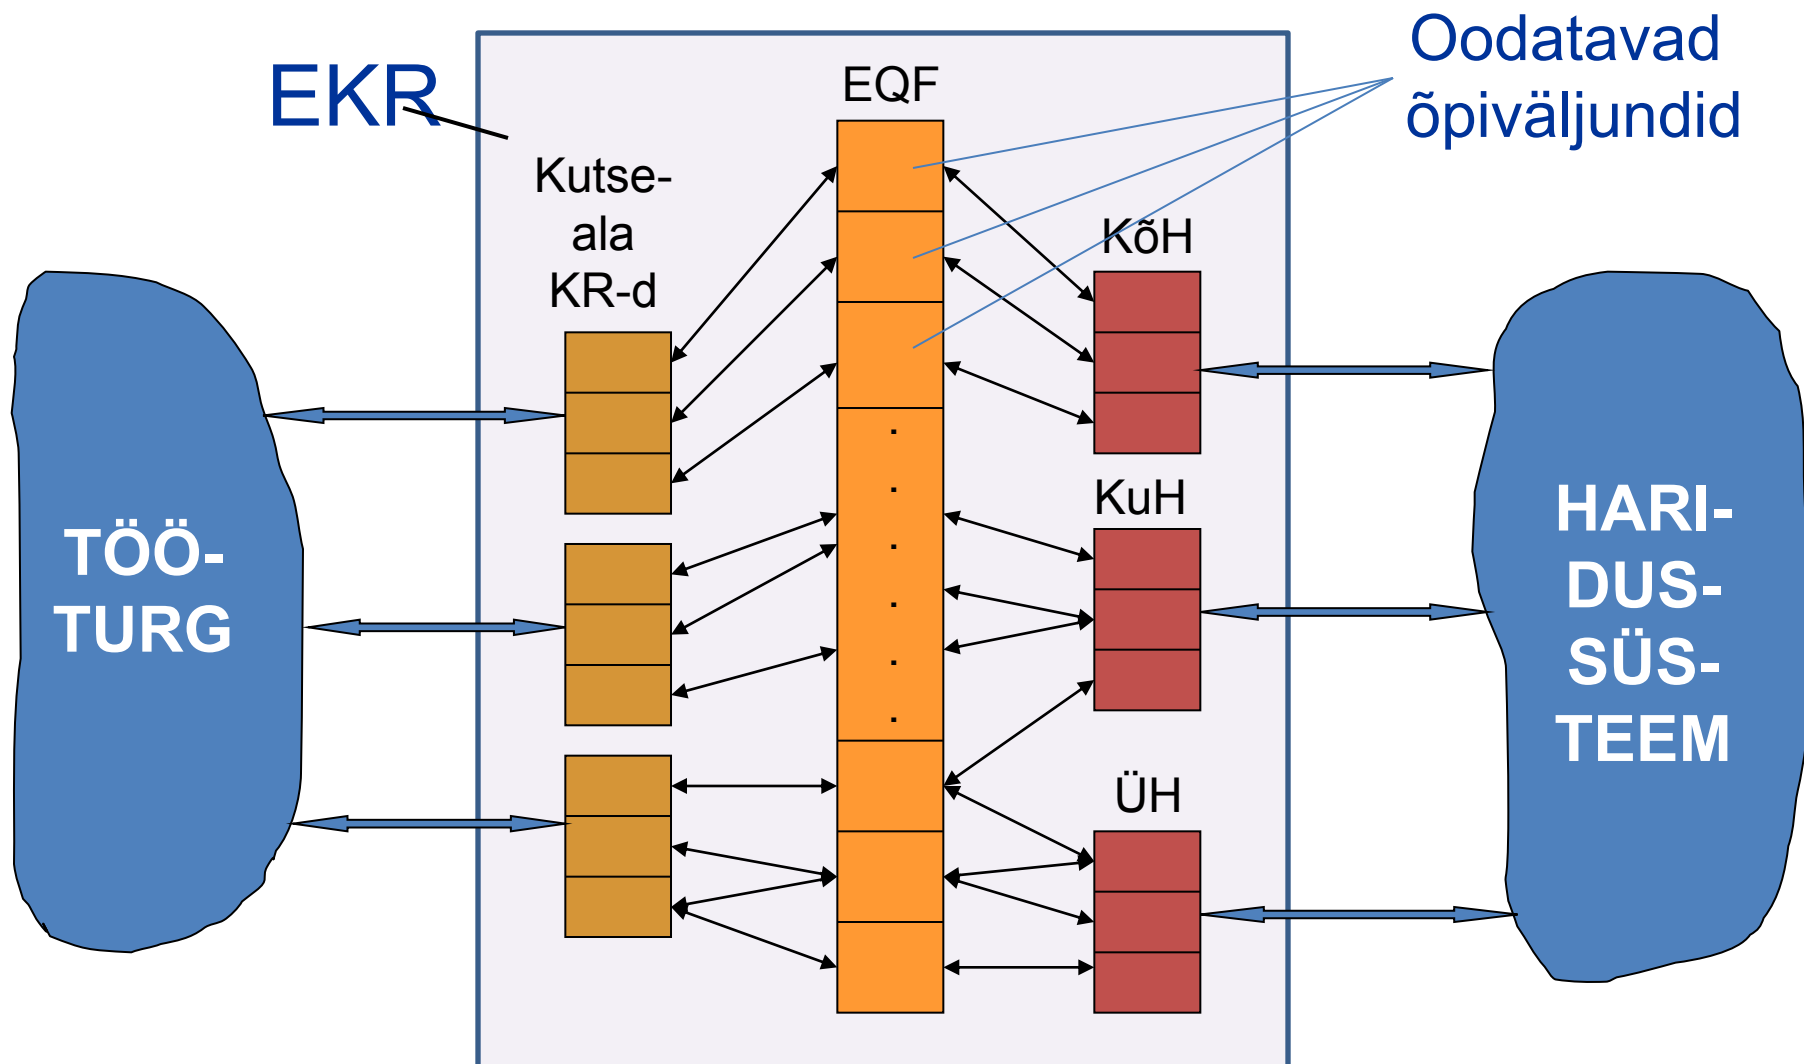 EKR
EQF
Oodatavad
õpiväljundid
Kutse-
ala
KR-d
KõH
KuH
ÜH
TÖÖ-
TURG
HARI-
DUS-
SÜS-
TEEM